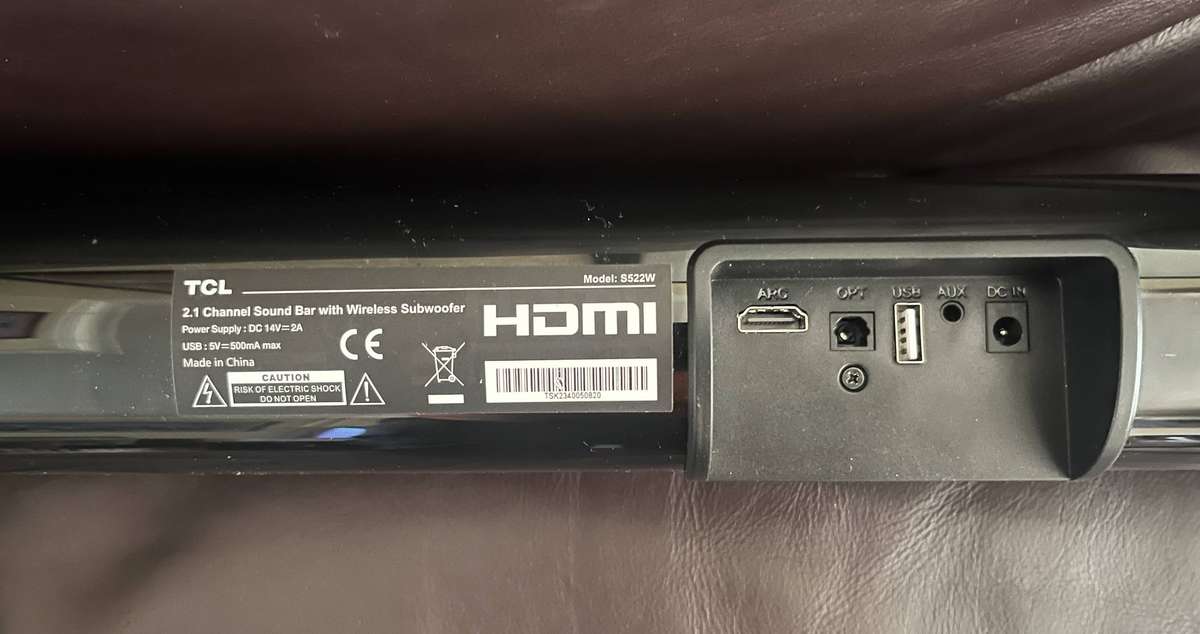 TCL
Model: S522W
2.1 Channel Sound Bar with Wireless Subwoofer
Power Supply : DC 14V⎓2A
USB : 5V⎓500mA max
Made in China
CE
HDMI
CAUTION
RISK OF ELECTRIC SHOCK
DO NOT OPEN
TSK2340050820
ARC OPT USB AUX DC IN